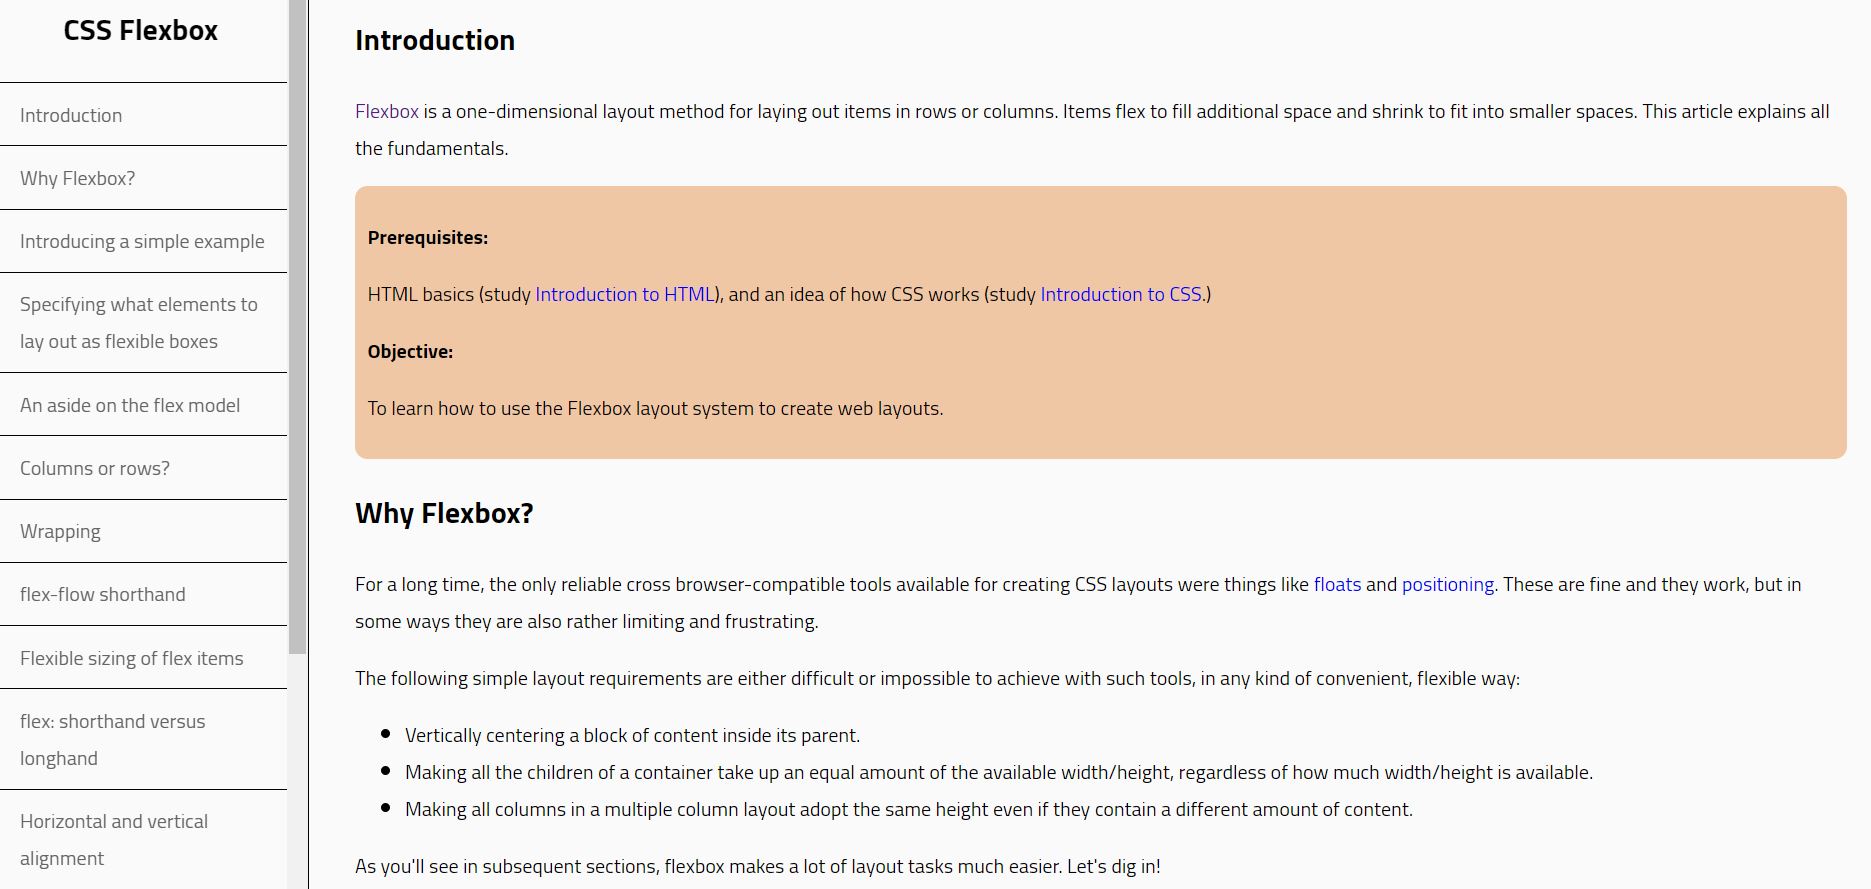 CSS Flexbox
Introduction
Why Flexbox?
Introducing a simple example
Specifying what elements to
lay out as flexible boxes
An aside on the flex model
Columns or rows?
Wrapping
flex-flow shorthand
Flexible sizing of flex items
flex: shorthand versus
longhand
Horizontal and vertical
alignment
Introduction
Flexbox is a one-dimensional layout method for laying out items in rows or columns. Items flex to fill additional space and shrink to fit into smaller spaces. This article explains all
the fundamentals.
Prerequisites:
HTML basics (study Introduction to HTML), and an idea of how CSS works (study Introduction to CSS.)
Objective:
To learn how to use the Flexbox layout system to create web layouts.
Why Flexbox?
For a long time, the only reliable cross browser-compatible tools available for creating CSS layouts were things like floats and positioning. These are fine and they work, but in
some ways they are also rather limiting and frustrating.
The following simple layout requirements are either difficult or impossible to achieve with such tools, in any kind of convenient, flexible way:
• Vertically centering a block of content inside its parent.
• Making all the children of a container take up an equal amount of the available width/height, regardless of how much width/height is available.
• Making all columns in a multiple column layout adopt the same height even if they contain a different amount of content.
As you'll see in subsequent sections, flexbox makes a lot of layout tasks much easier. Let's dig in!